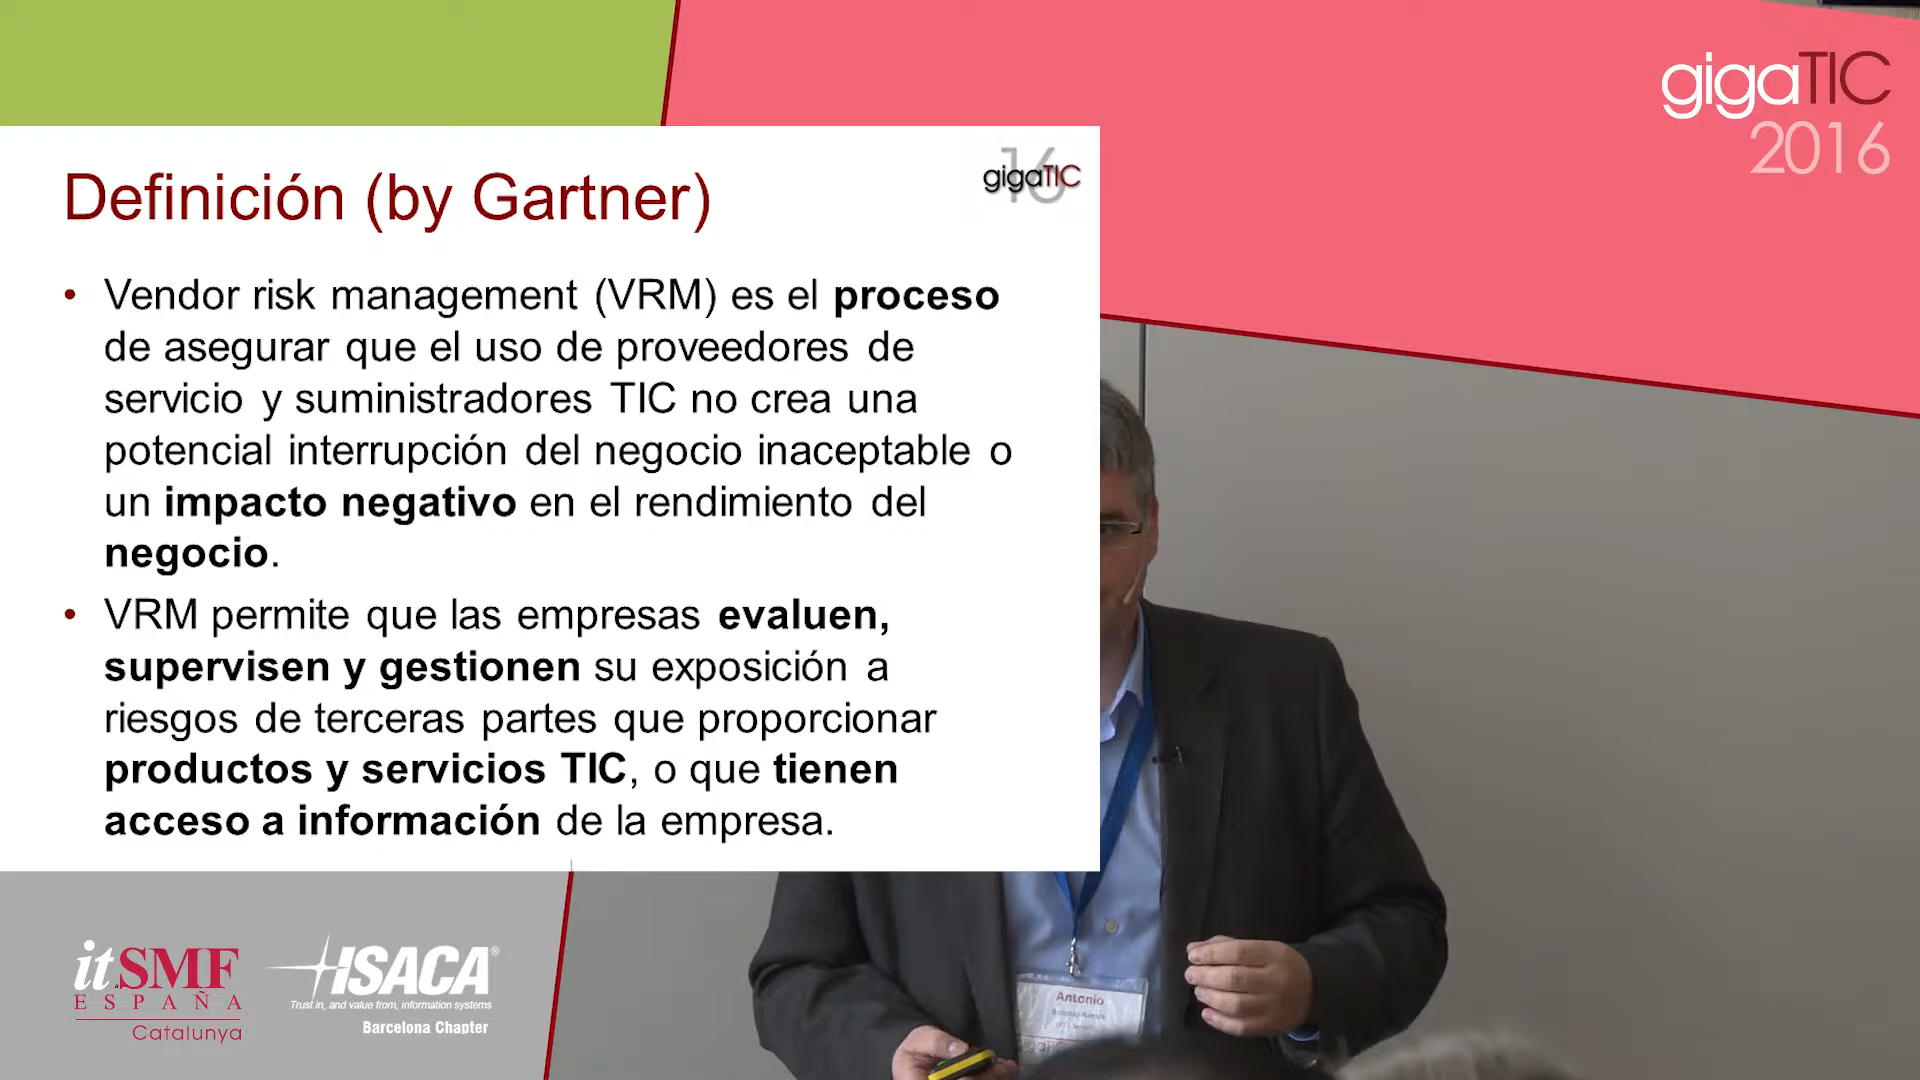 gigaTIC
2016
16
gigaTIC
Definición (by Gartner)
• Vendor risk management (VRM) es el proceso
de asegurar que el uso de proveedores de
servicio y suministradores TIC no crea una
potencial interrupción del negocio inaceptable o
un impacto negativo en el rendimiento del
negocio.
• VRM permite que las empresas evaluen,
supervisen y gestionen su exposición a
riesgos de terceras partes que proporcionar
productos y servicios TIC, o que tienen
acceso a información de la empresa.
itSMF
ESPAÑA
Catalunya
ISACA®
Trust in, and value from, information systems
Barcelona Chapter
Antonio